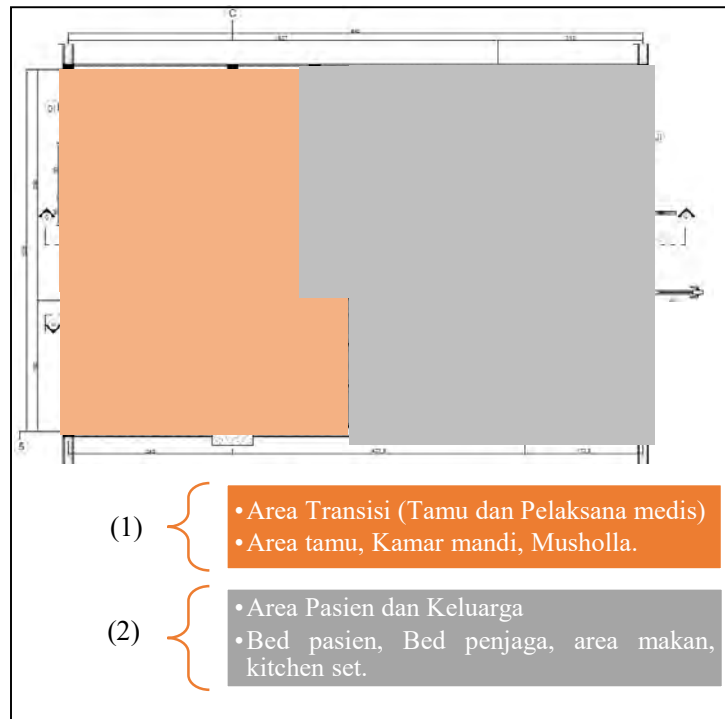 C
(1)
•Area Transisi (Tamu dan Pelaksana medis)
•Area tamu, Kamar mandi, Musholla.
(2)
•Area Pasien dan Keluarga
•Bed pasien, Bed penjaga, area makan,
kitchen set.